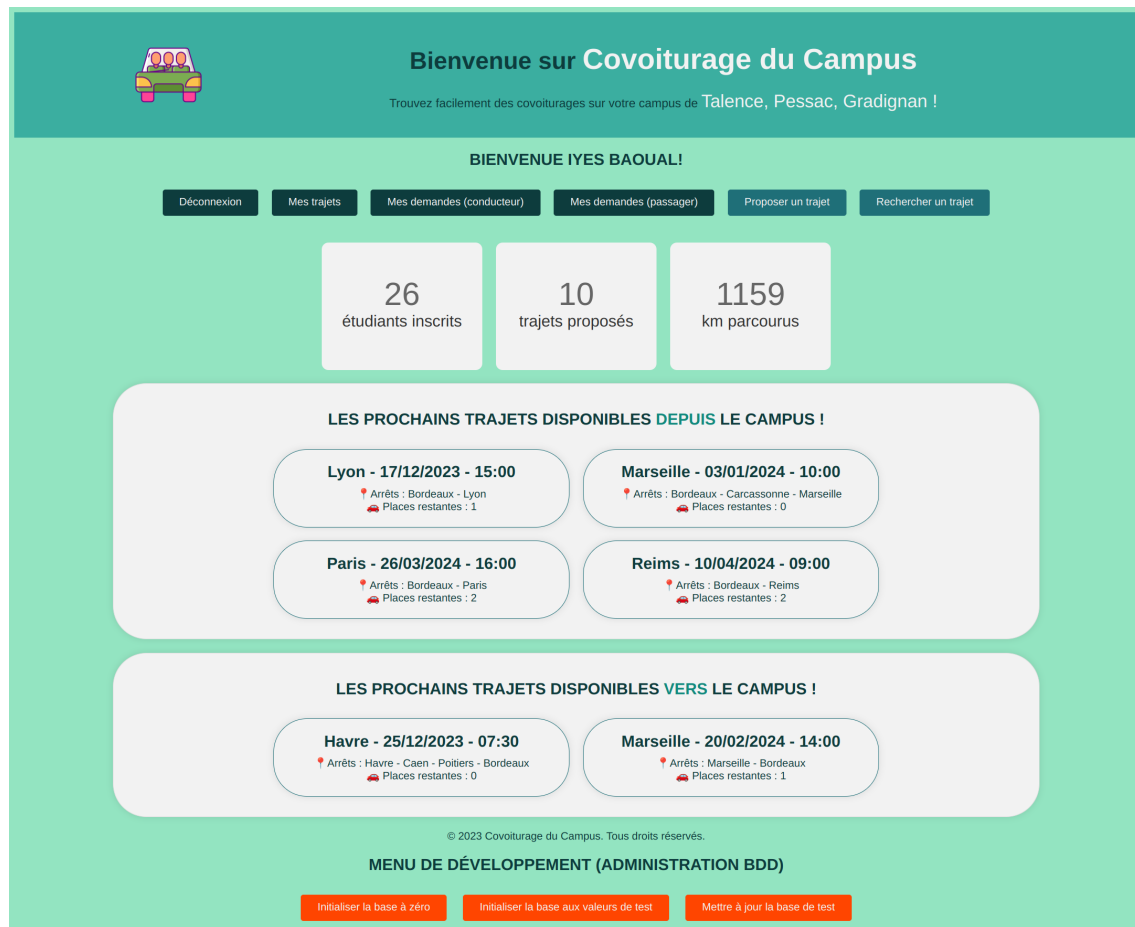 Bienvenue sur Covoiturage du Campus
Trouvez facilement des covoiturages sur votre campus de Talence, Pessac, Gradignan !
BIENVENUE IYES BAOUAL!
Déconnexion Mes trajets Mes demandes (conducteur) Mes demandes (passager) Proposer un trajet Rechercher un trajet
26 10 1159
étudiants inscrits trajets proposés km parcourus
LES PROCHAINS TRAJETS DISPONIBLES DEPUIS LE CAMPUS !
Lyon - 17/12/2023 - 15:00
📍Arrêts : Bordeaux - Lyon
🚗 Places restantes : 1
Marseille - 03/01/2024 - 10:00
📍Arrêts : Bordeaux - Carcassonne - Marseille
🚗 Places restantes : 0
Paris - 26/03/2024 - 16:00
📍Arrêts : Bordeaux - Paris
🚗 Places restantes : 2
Reims - 10/04/2024 - 09:00
📍Arrêts : Bordeaux - Reims
🚗 Places restantes : 2
LES PROCHAINS TRAJETS DISPONIBLES VERS LE CAMPUS !
Havre - 25/12/2023 - 07:30
📍Arrêts : Havre - Caen - Poitiers - Bordeaux
🚗 Places restantes : 0
Marseille - 20/02/2024 - 14:00
📍Arrêts : Marseille - Bordeaux
🚗 Places restantes : 1
© 2023 Covoiturage du Campus. Tous droits réservés.
MENU DE DÉVELOPPEMENT (ADMINISTRATION BDD)
Initialiser la base à zéro Initialiser la base aux valeurs de test Mettre à jour la base de test